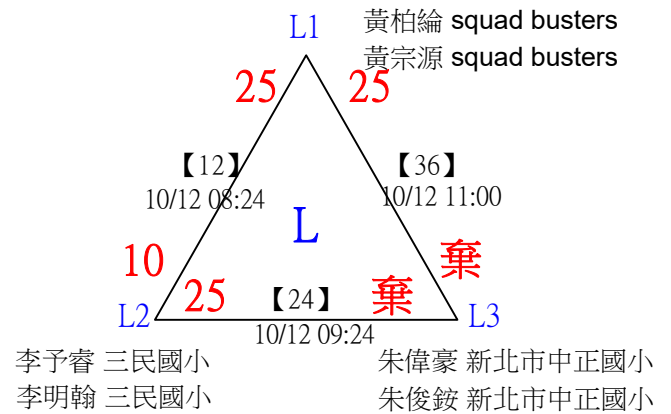 L1
黃柏綸 squad busters
黃宗源 squad busters
25
25
【12】
10/12 08:24
【36】
10/12 11:00
L
10
棄
25
【24】
棄
L2
10/12 09:24
L3
李予睿 三民國小
李明翰 三民國小
朱偉豪 新北市中正國小
朱俊銨 新北市中正國小